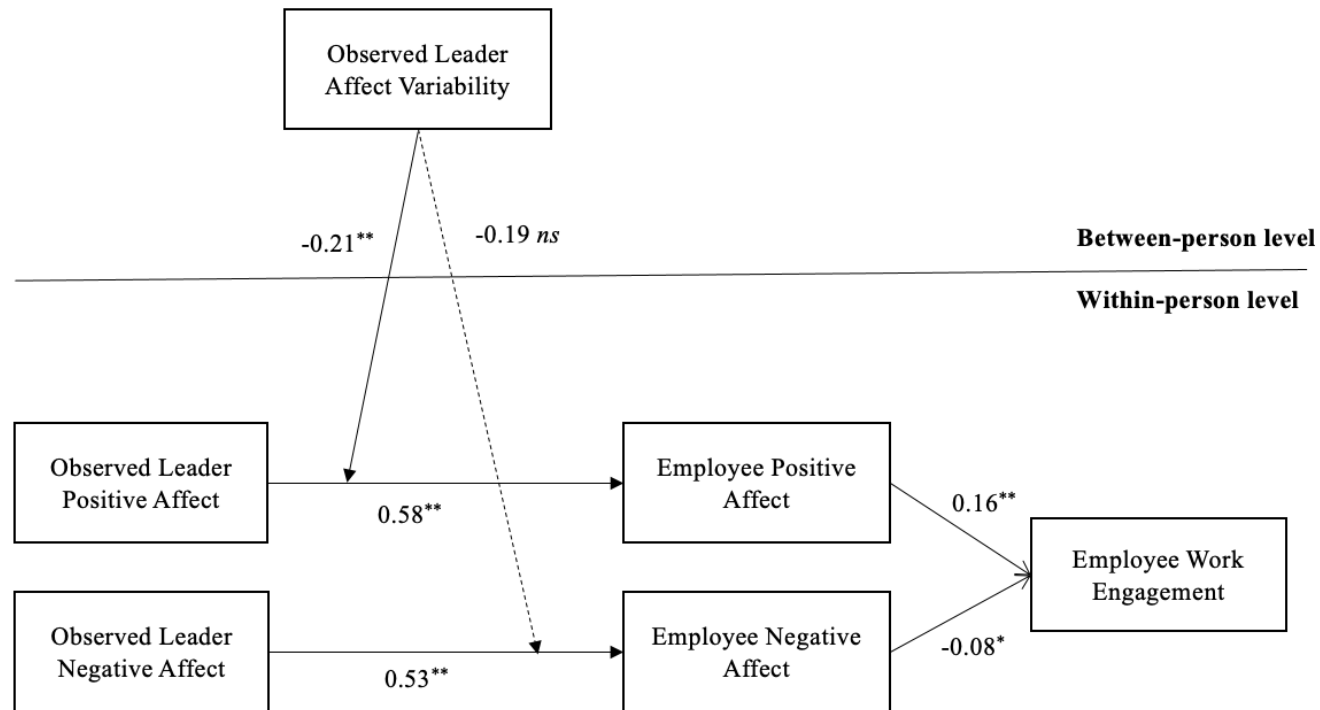 Observed Leader
Affect Variability
-0.21**
-0.19 ns
Between-person level
Within-person level
Observed Leader
Positive Affect
0.58**
Employee Positive
Affect
0.16**
Employee Work
Engagement
Observed Leader
Negative Affect
0.53**
Employee Negative
Affect
-0.08*